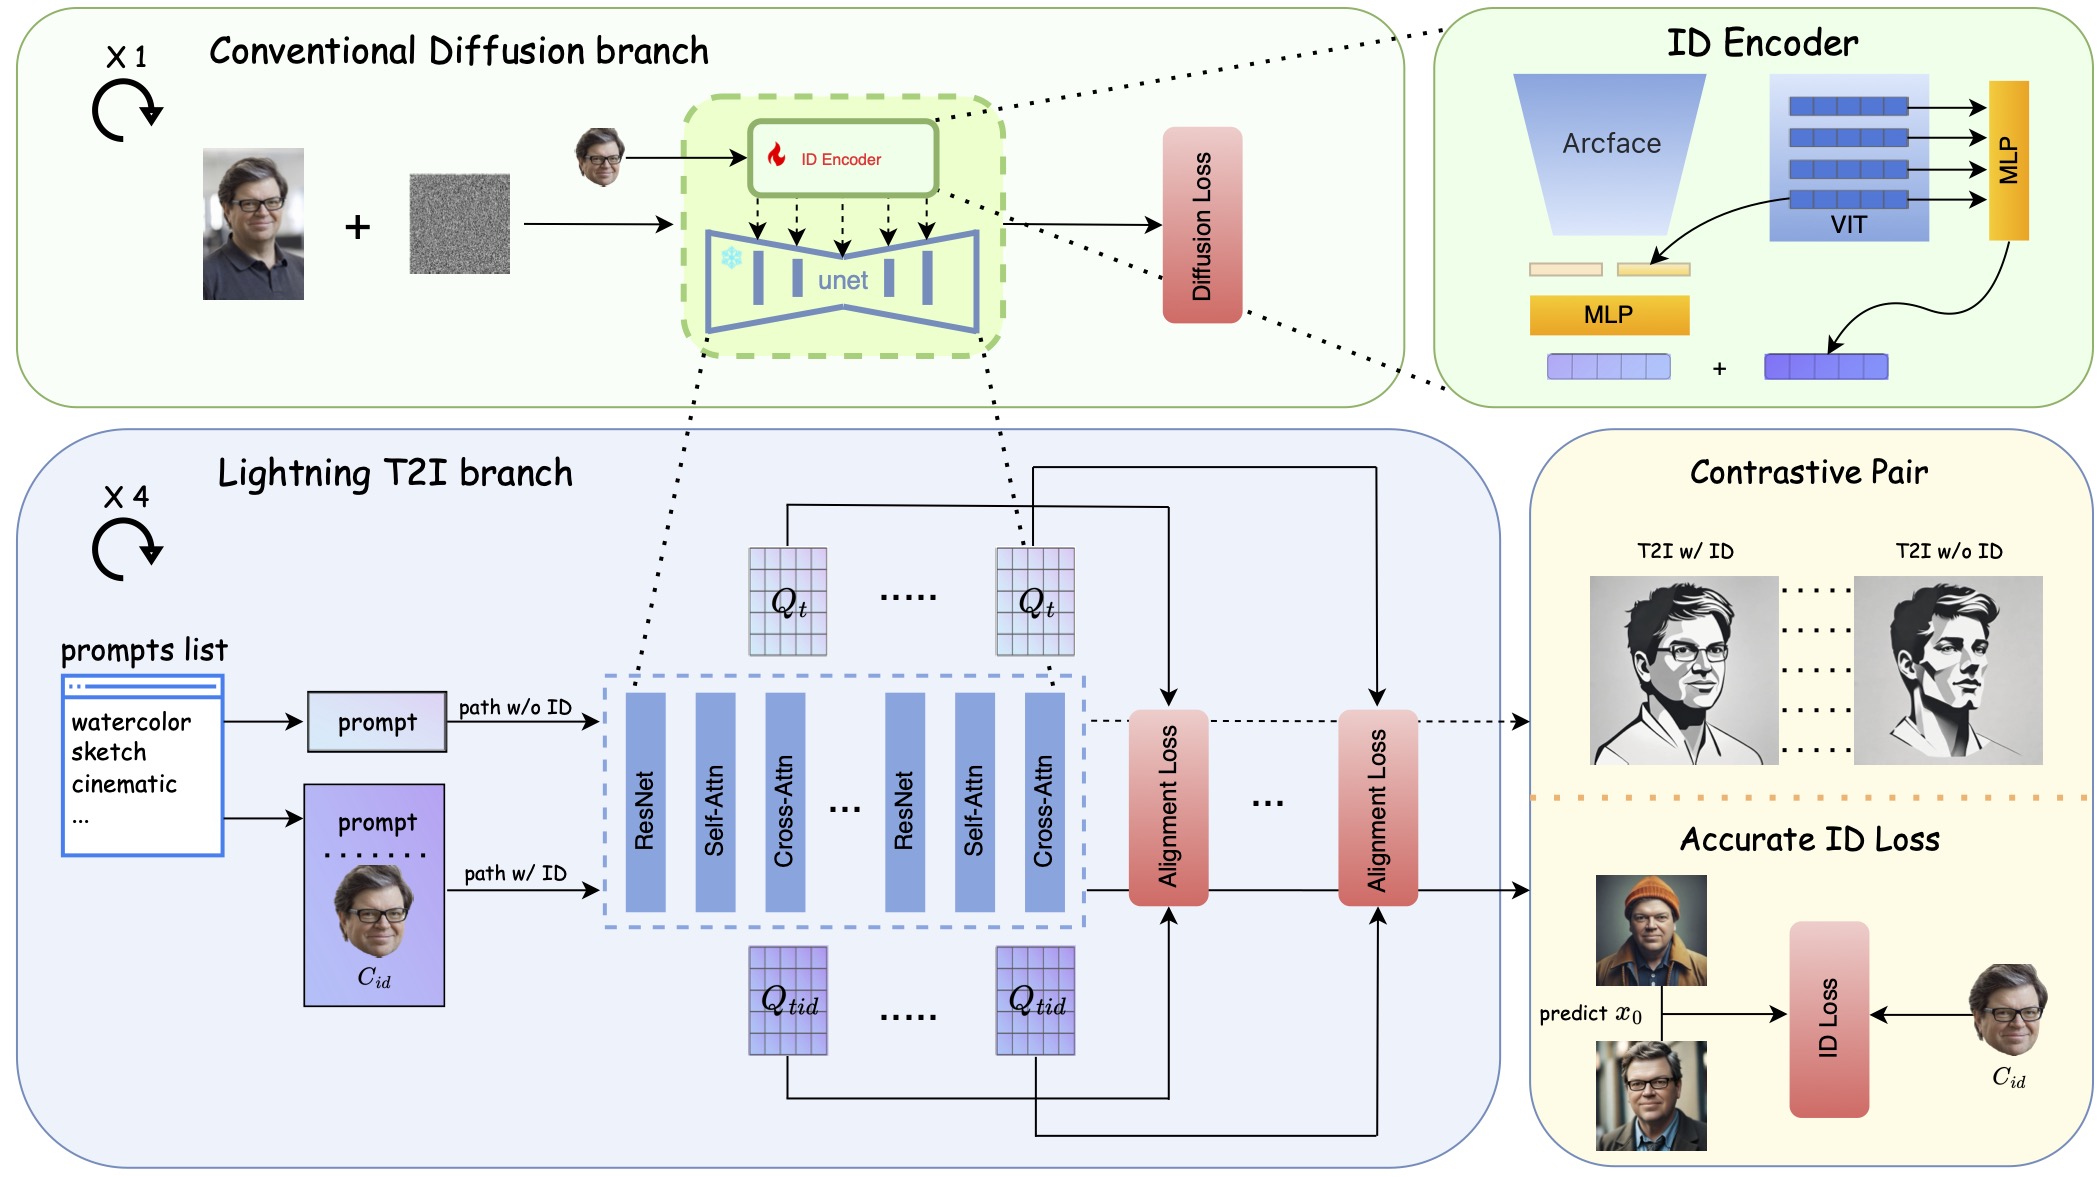 Conventional Diffusion branch
X 1
+
ID Encoder
unet
Diffusion Loss
ID Encoder
Arcface
VIT
MLP
MLP
+
Lightning T2I branch
X 4
prompts list
watercolor
sketch
cinematic
...
prompt
path w/o ID
prompt
.......
C_{id}
path w/ ID
Q_t
.....
Q_t
ResNet
Self-Attn
Cross-Attn
...
ResNet
Self-Attn
Cross-Attn
Q_{tid}
.....
Q_{tid}
Alignment Loss
...
Alignment Loss
Contrastive Pair
T2I w/ ID
T2I w/o ID
Accurate ID Loss
predict x_0
ID Loss
C_{id}